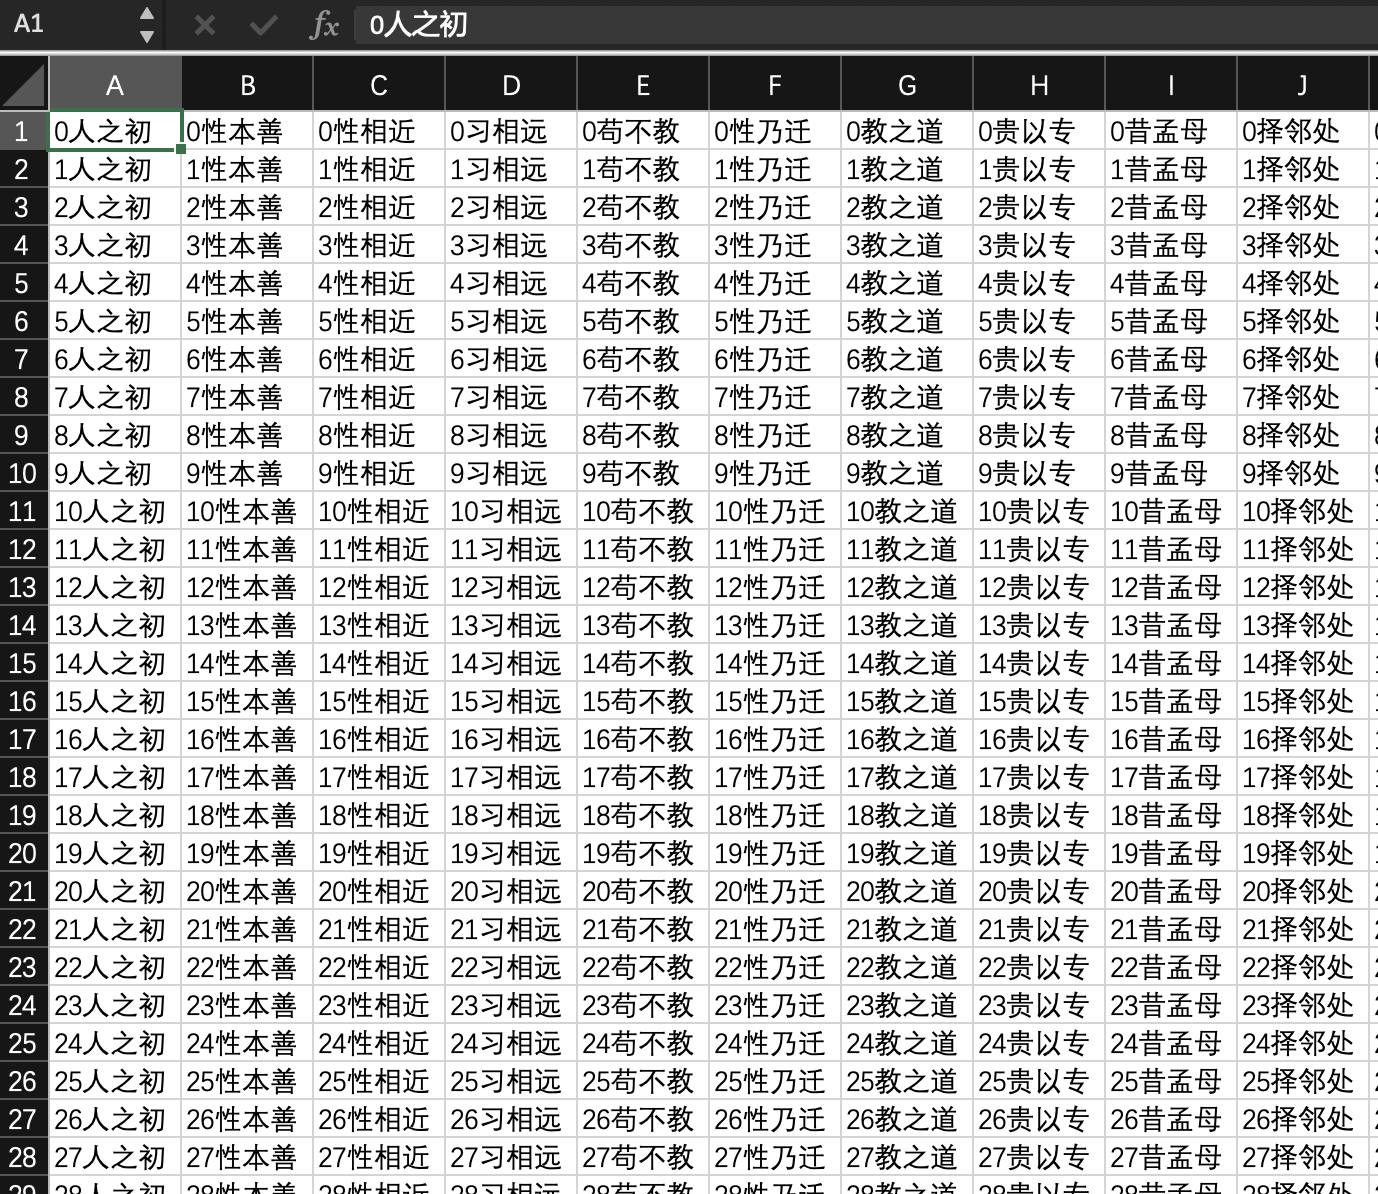 A1 fx 0人之初
A B C D E F G H I J
1 0人之初 0性本善 0性相近 0习相远 0苟不教 0性乃迁 0教之道 0贵以专 0昔孟母 0择邻处
2 1人之初 1性本善 1性相近 1习相远 1苟不教 1性乃迁 1教之道 1贵以专 1昔孟母 1择邻处
3 2人之初 2性本善 2性相近 2习相远 2苟不教 2性乃迁 2教之道 2贵以专 2昔孟母 2择邻处
4 3人之初 3性本善 3性相近 3习相远 3苟不教 3性乃迁 3教之道 3贵以专 3昔孟母 3择邻处
5 4人之初 4性本善 4性相近 4习相远 4苟不教 4性乃迁 4教之道 4贵以专 4昔孟母 4择邻处
6 5人之初 5性本善 5性相近 5习相远 5苟不教 5性乃迁 5教之道 5贵以专 5昔孟母 5择邻处
7 6人之初 6性本善 6性相近 6习相远 6苟不教 6性乃迁 6教之道 6贵以专 6昔孟母 6择邻处
8 7人之初 7性本善 7性相近 7习相远 7苟不教 7性乃迁 7教之道 7贵以专 7昔孟母 7择邻处
9 8人之初 8性本善 8性相近 8习相远 8苟不教 8性乃迁 8教之道 8贵以专 8昔孟母 8择邻处
10 9人之初 9性本善 9性相近 9习相远 9苟不教 9性乃迁 9教之道 9贵以专 9昔孟母 9择邻处
11 10人之初 10性本善 10性相近 10习相远 10苟不教 10性乃迁 10教之道 10贵以专 10昔孟母 10择邻处
12 11人之初 11性本善 11性相近 11习相远 11苟不教 11性乃迁 11教之道 11贵以专 11昔孟母 11择邻处
13 12人之初 12性本善 12性相近 12习相远 12苟不教 12性乃迁 12教之道 12贵以专 12昔孟母 12择邻处
14 13人之初 13性本善 13性相近 13习相远 13苟不教 13性乃迁 13教之道 13贵以专 13昔孟母 13择邻处
15 14人之初 14性本善 14性相近 14习相远 14苟不教 14性乃迁 14教之道 14贵以专 14昔孟母 14择邻处
16 15人之初 15性本善 15性相近 15习相远 15苟不教 15性乃迁 15教之道 15贵以专 15昔孟母 15择邻处
17 16人之初 16性本善 16性相近 16习相远 16苟不教 16性乃迁 16教之道 16贵以专 16昔孟母 16择邻处
18 17人之初 17性本善 17性相近 17习相远 17苟不教 17性乃迁 17教之道 17贵以专 17昔孟母 17择邻处
19 18人之初 18性本善 18性相近 18习相远 18苟不教 18性乃迁 18教之道 18贵以专 18昔孟母 18择邻处
20 19人之初 19性本善 19性相近 19习相远 19苟不教 19性乃迁 19教之道 19贵以专 19昔孟母 19择邻处
21 20人之初 20性本善 20性相近 20习相远 20苟不教 20性乃迁 20教之道 20贵以专 20昔孟母 20择邻处
22 21人之初 21性本善 21性相近 21习相远 21苟不教 21性乃迁 21教之道 21贵以专 21昔孟母 21择邻处
23 22人之初 22性本善 22性相近 22习相远 22苟不教 22性乃迁 22教之道 22贵以专 22昔孟母 22择邻处
24 23人之初 23性本善 23性相近 23习相远 23苟不教 23性乃迁 23教之道 23贵以专 23昔孟母 23择邻处
25 24人之初 24性本善 24性相近 24习相远 24苟不教 24性乃迁 24教之道 24贵以专 24昔孟母 24择邻处
26 25人之初 25性本善 25性相近 25习相远 25苟不教 25性乃迁 25教之道 25贵以专 25昔孟母 25择邻处
27 26人之初 26性本善 26性相近 26习相远 26苟不教 26性乃迁 26教之道 26贵以专 26昔孟母 26择邻处
28 27人之初 27性本善 27性相近 27习相远 27苟不教 27性乃迁 27教之道 27贵以专 27昔孟母 27择邻处